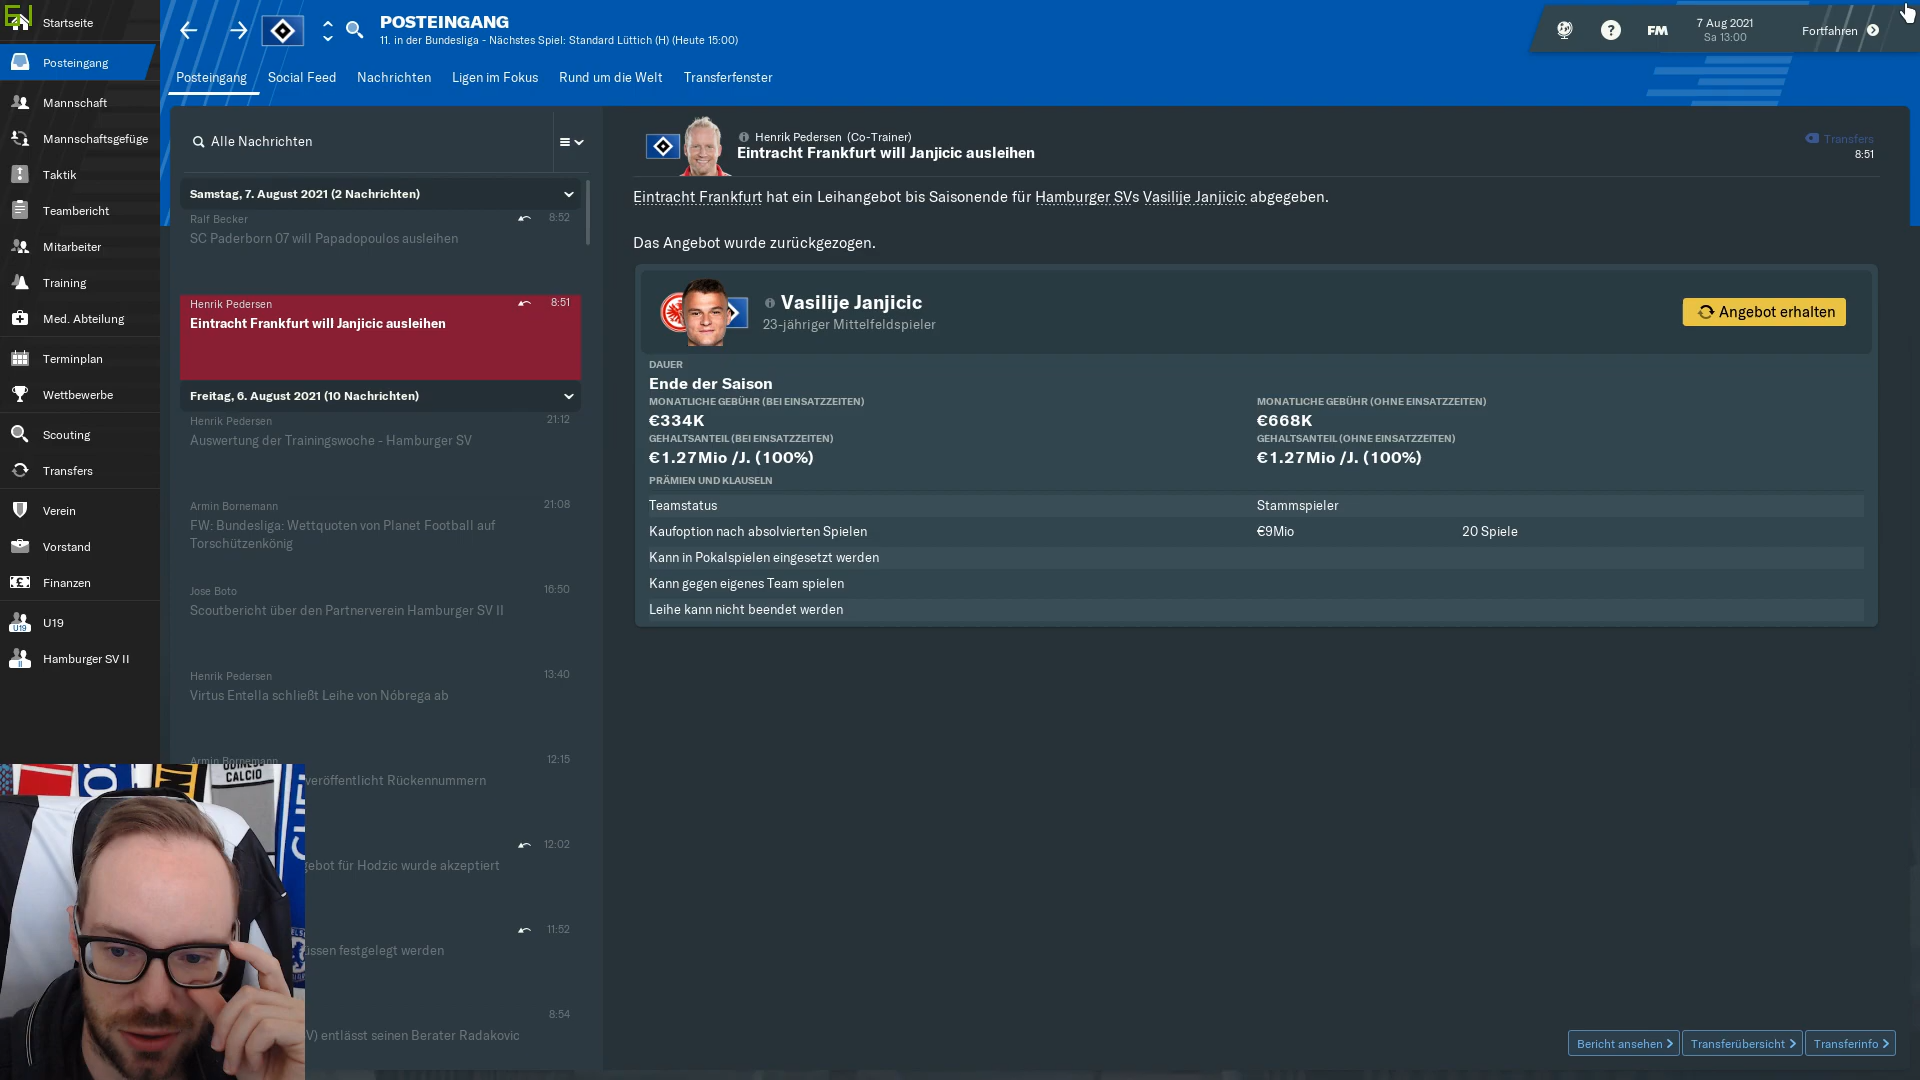 Startseite
Posteingang
Mannschaft
Mannschaftsgefüge
Taktik
Teambericht
Mitarbeiter
Training
Med. Abteilung
Terminplan
Wettbewerbe
Scouting
Transfers
Verein
Vorstand
Finanzen
U19
U19
II
Hamburger SV II
POSTEINGANG
11. in der Bundesliga - Nächstes Spiel: Standard Lüttich (H) (Heute 15:00)
FM
7 Aug 2021
Sa 13:00
Fortfahren
Posteingang
Social Feed
Nachrichten
Ligen im Fokus
Rund um die Welt
Transferfenster
Alle Nachrichten
Samstag, 7. August 2021 (2 Nachrichten)
Ralf Becker 8:52
SC Paderborn 07 will Papadopoulos ausleihen
Henrik Pedersen 8:51
Eintracht Frankfurt will Janjicic ausleihen
Freitag, 6. August 2021 (10 Nachrichten)
Henrik Pedersen 21:12
Auswertung der Trainingswoche - Hamburger SV
Armin Bornemann 21:08
FW: Bundesliga: Wettquoten von Planet Football auf
Torschützenkönig
Jose Boto 16:50
Scoutbericht über den Partnerverein Hamburger SV II
Henrik Pedersen 13:40
Virtus Entella schließt Leihe von Nóbrega ab
Armin Bornemann 12:15
veröffentlicht Rückennummern
12:02
gebot für Hodzic wurde akzeptiert
11:52
ussen festgelegt werden
8:54
V) entlässt seinen Berater Radakovic
CALCIO
Henrik Pedersen (Co-Trainer)
Eintracht Frankfurt will Janjicic ausleihen
Transfers
8:51
Eintracht Frankfurt hat ein Leihangebot bis Saisonende für Hamburger SVs Vasilije Janjicic abgegeben.
Das Angebot wurde zurückgezogen.
Vasilije Janjicic
23-jähriger Mittelfeldspieler
Angebot erhalten
DAUER
Ende der Saison
MONATLICHE GEBÜHR (BEI EINSATZZEITEN) MONATLICHE GEBÜHR (OHNE EINSATZZEITEN)
€334K €668K
GEHALTSANTEIL (BEI EINSATZZEITEN) GEHALTSANTEIL (OHNE EINSATZZEITEN)
€1.27Mio /J. (100%) €1.27Mio /J. (100%)
PRÄMIEN UND KLAUSELN
Teamstatus Stammspieler
Kaufoption nach absolvierten Spielen €9Mio 20 Spiele
Kann in Pokalspielen eingesetzt werden
Kann gegen eigenes Team spielen
Leihe kann nicht beendet werden
Bericht ansehen
Transferübersicht
Transferinfo